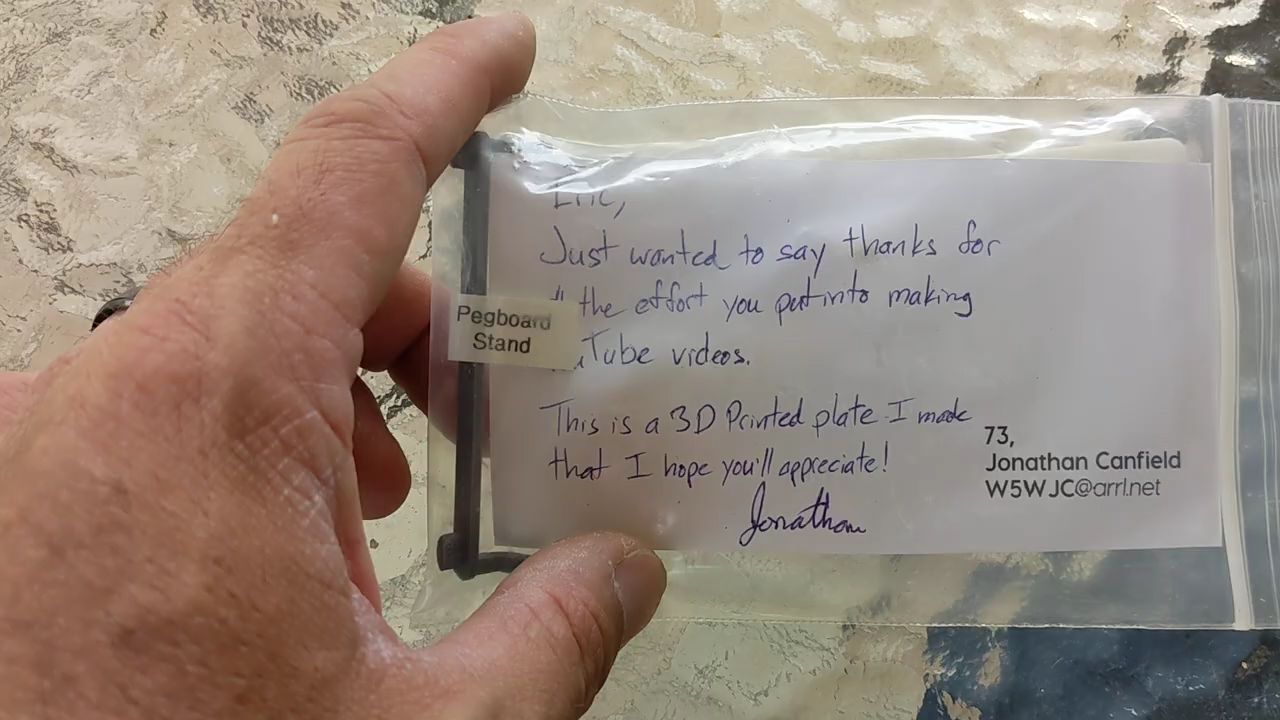 Eric,
Just wanted to say thanks for
the effort you put into making
Tube videos.
This is a 3D Printed plate I made
that I hope you'll appreciate!
Jonathan
Pegboard
Stand
73,
Jonathan Canfield
W5WJC@arrl.net